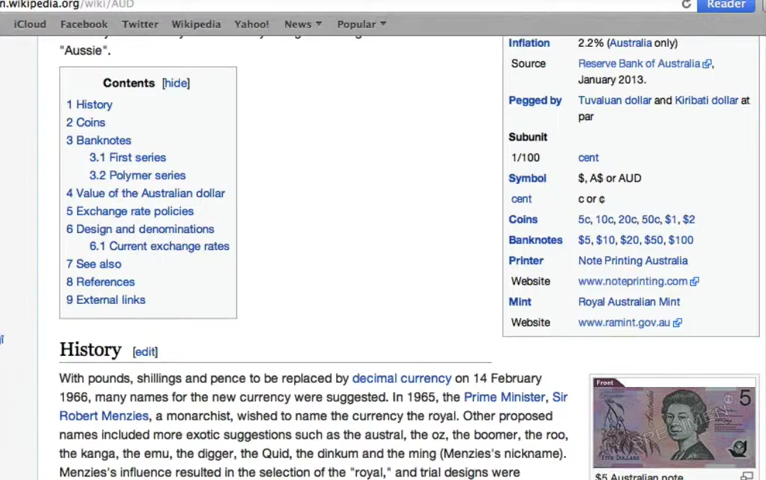 n.wikipedia.org/wiki/AUD
Reader
iCloud Facebook Twitter Wikipedia Yahoo! News Popular
"Aussie".
Contents [hide]
1 History
2 Coins
3 Banknotes
3.1 First series
3.2 Polymer series
4 Value of the Australian dollar
5 Exchange rate policies
6 Design and denominations
6.1 Current exchange rates
7 See also
8 References
9 External links
Inflation 2.2% (Australia only)
Source Reserve Bank of Australia,
January 2013.
Pegged by Tuvaluan dollar and Kiribati dollar at
par
Subunit
1/100 cent
Symbol $, A$ or AUD
cent c or ¢
Coins 5c, 10c, 20c, 50c, $1, $2
Banknotes $5, $10, $20, $50, $100
Printer Note Printing Australia
Website www.noteprinting.com
Mint Royal Australian Mint
Website www.ramint.gov.au
History [edit]
With pounds, shillings and pence to be replaced by decimal currency on 14 February
1966, many names for the new currency were suggested. In 1965, the Prime Minister, Sir
Robert Menzies, a monarchist, wished to name the currency the royal. Other proposed
names included more exotic suggestions such as the austral, the oz, the boomer, the roo,
the kanga, the emu, the digger, the Quid, the dinkum and the ming (Menzies's nickname).
Menzies's influence resulted in the selection of the "royal," and trial designs were
Front
5
SPECIMEN
$5 Australian note